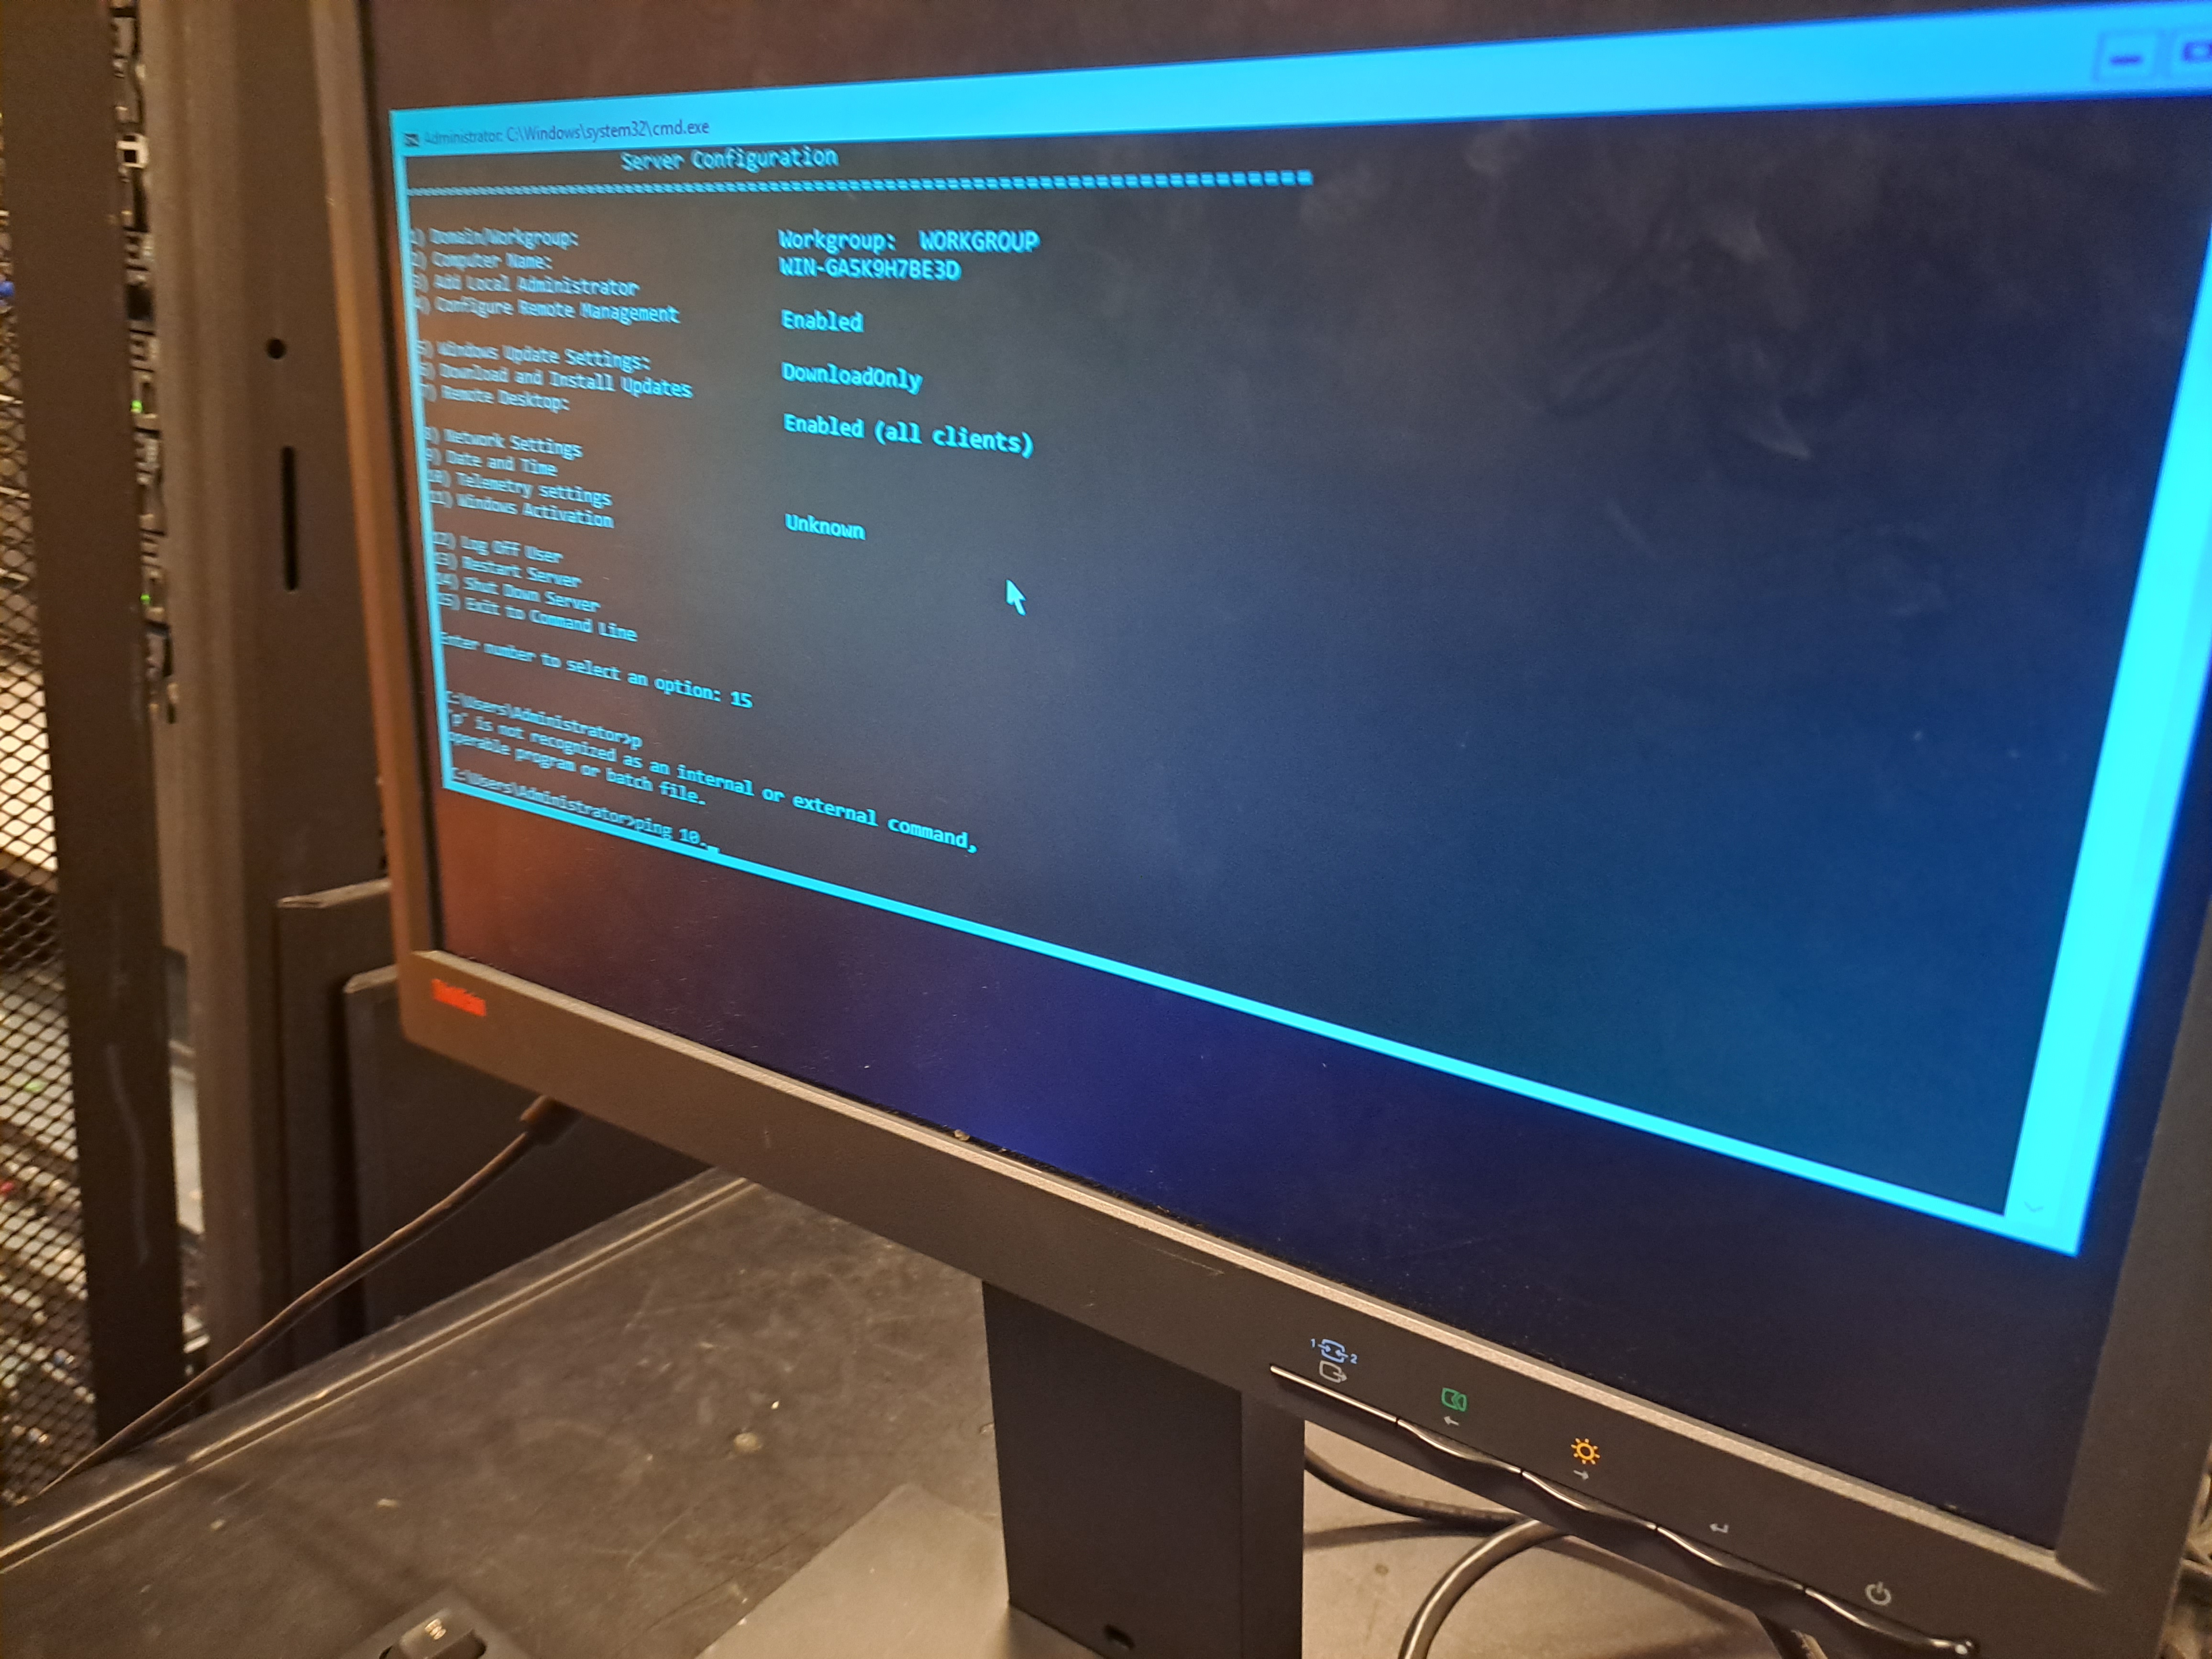 Administrator: C:\Windows\system32\cmd.exe
Server Configuration
===============================================================================
1) Domain/Workgroup: Workgroup: WORKGROUP
2) Computer Name: WIN-GA5K9H7BE3D
3) Add Local Administrator
4) Configure Remote Management Enabled
5) Windows Update Settings: DownloadOnly
6) Download and Install Updates
7) Remote Desktop: Enabled (all clients)
8) Network Settings
9) Date and Time
10) Telemetry settings Unknown
11) Windows Activation
12) Log Off User
13) Restart Server
14) Shut Down Server
15) Exit to Command Line
Enter number to select an option: 15
C:\Users\Administrator>p
'p' is not recognized as an internal or external command,
operable program or batch file.
C:\Users\Administrator>ping 10._
ThinkVision
1 2